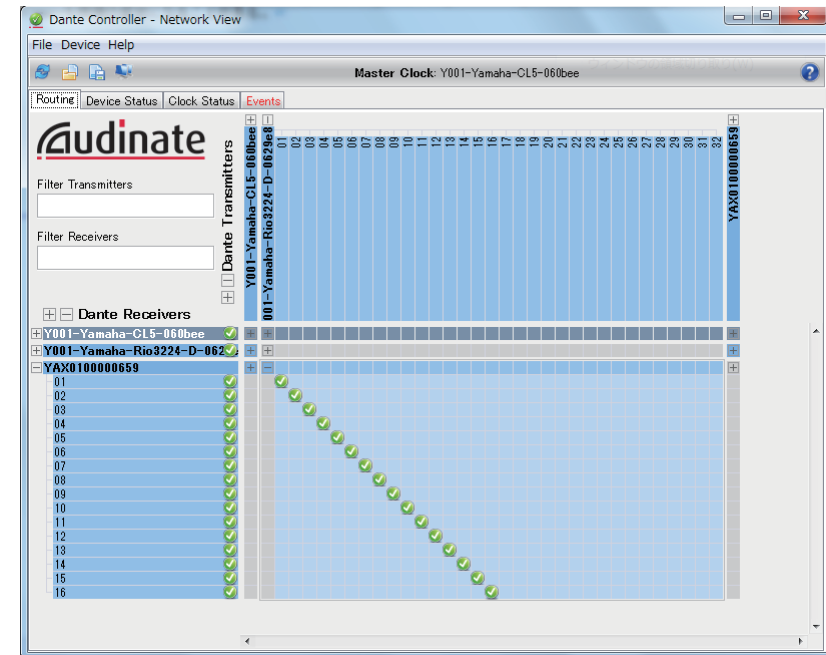 Dante Controller - Network View
File Device Help
Master Clock: Y001-Yamaha-CL5-060bee
Routing Device Status Clock Status Events
Audinate
Filter Transmitters
Filter Receivers
Dante Transmitters
Y001-Yamaha-CL5-060bee
001-Yamaha-Rio3224-D-0629e8
01 02 03 04 05 06 07 08 09 10 11 12 13 14 15 16 17 18 19 20 21 22 23 24 25 26 27 28 29 30 31 32
YAX0100000659
Dante Receivers
Y001-Yamaha-CL5-060bee
Y001-Yamaha-Rio3224-D-062
YAX0100000659
01
02
03
04
05
06
07
08
09
10
11
12
13
14
15
16